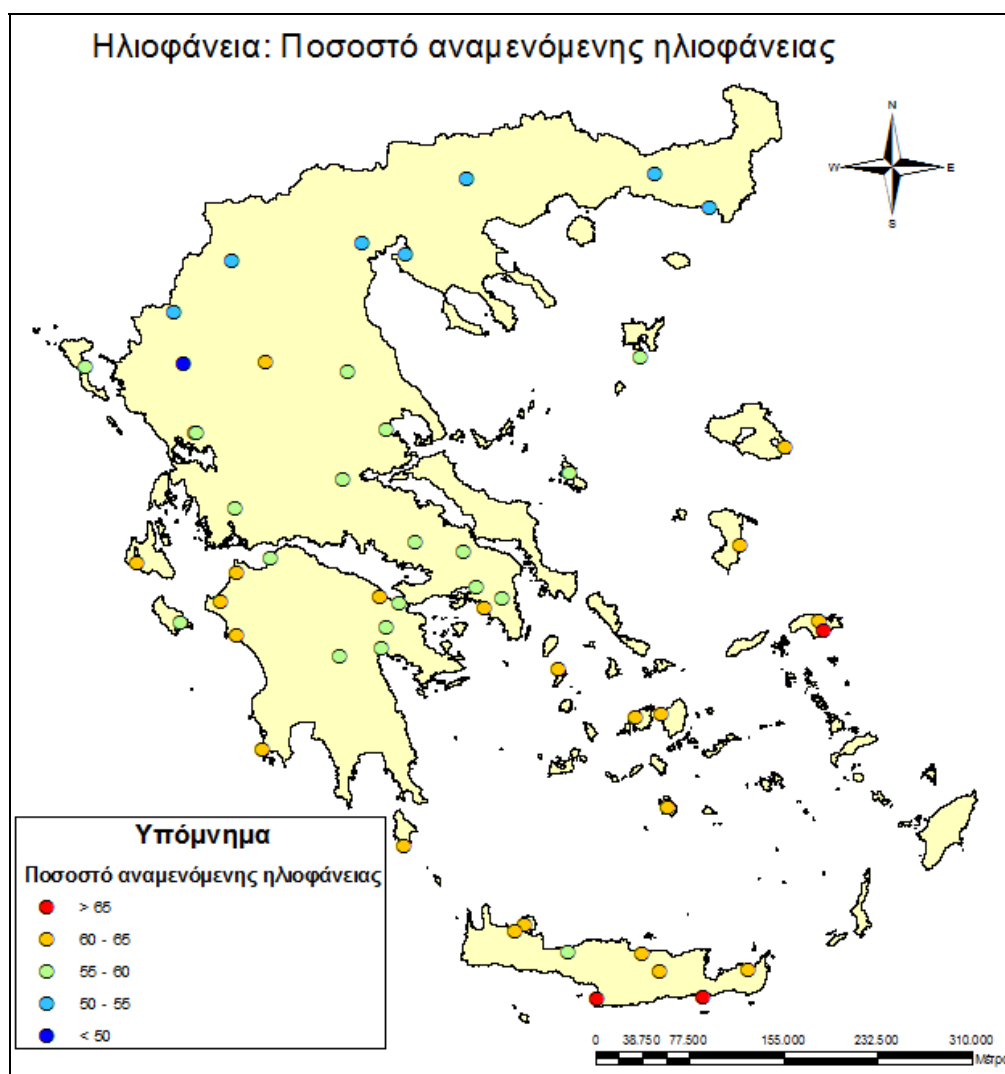 Ηλιοφάνεια: Ποσοστό αναμενόμενης ηλιοφάνειας
N
W E
S
Υπόμνημα
Ποσοστό αναμενόμενης ηλιοφάνειας
> 65
60 - 65
55 - 60
50 - 55
< 50
0 38.750 77.500 155.000 232.500 310.000
Μέτρα